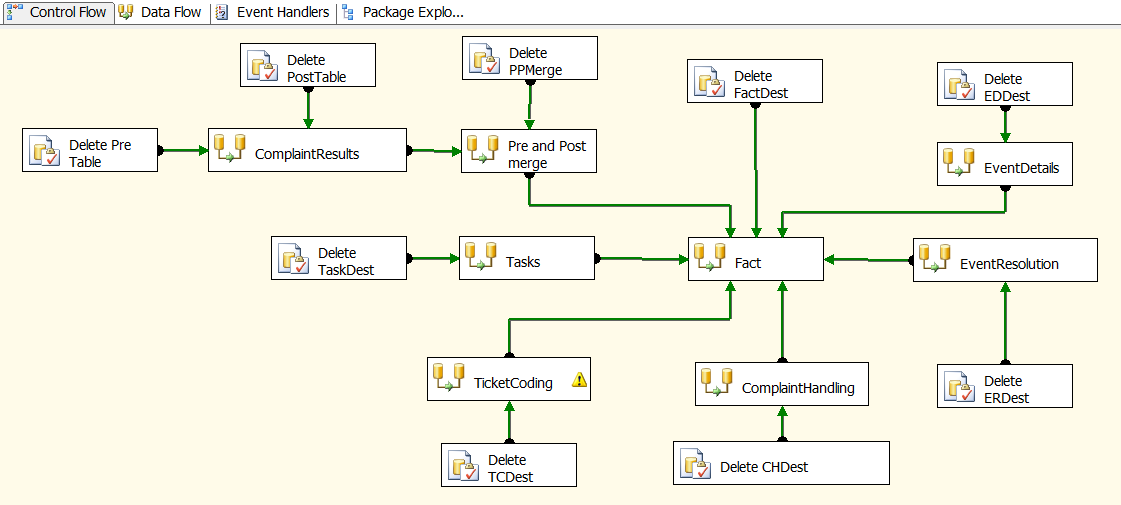 Control Flow
Data Flow
Event Handlers
Package Explo...
Delete
PostTable
Delete
PPMerge
Delete
FactDest
Delete
EDDest
Delete Pre
Table
ComplaintResults
Pre and Post
merge
EventDetails
Delete
TaskDest
Tasks
Fact
EventResolution
TicketCoding
ComplaintHandling
Delete
ERDest
Delete
TCDest
Delete CHDest